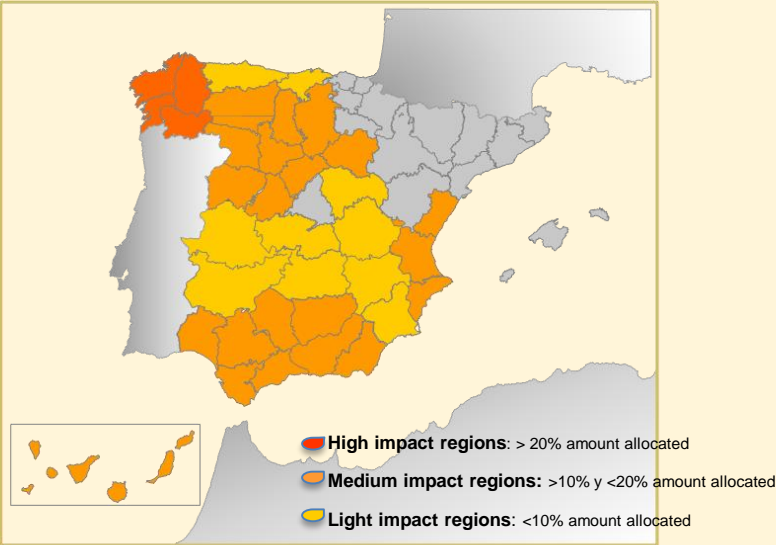 High impact regions: > 20% amount allocated
Medium impact regions: >10% y <20% amount allocated
Light impact regions: <10% amount allocated